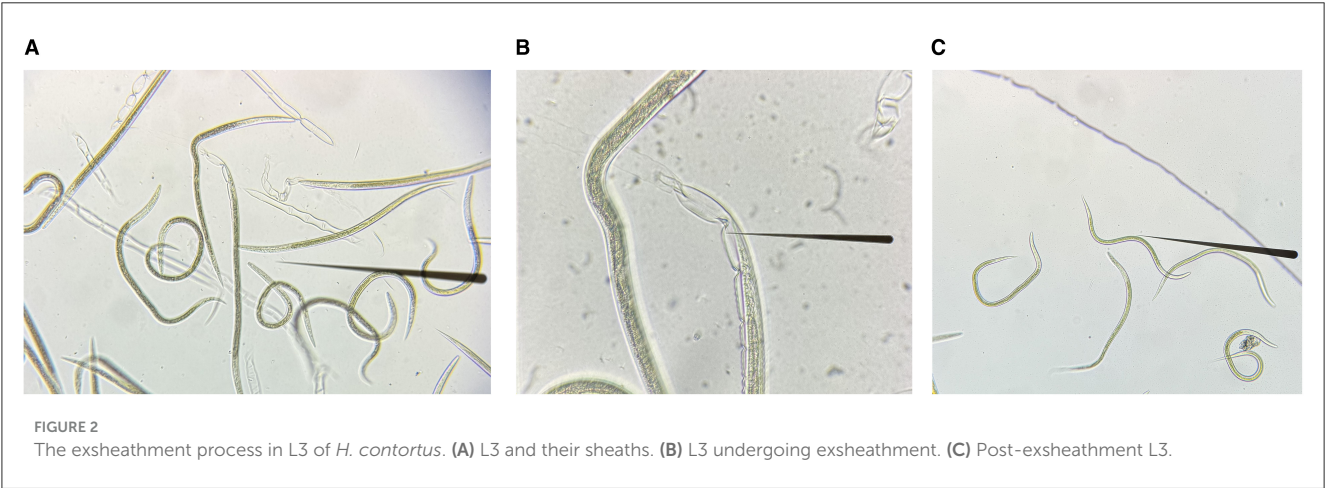 A
B
C
FIGURE 2
The exsheathment process in L3 of H. contortus. (A) L3 and their sheaths. (B) L3 undergoing exsheathment. (C) Post-exsheathment L3.